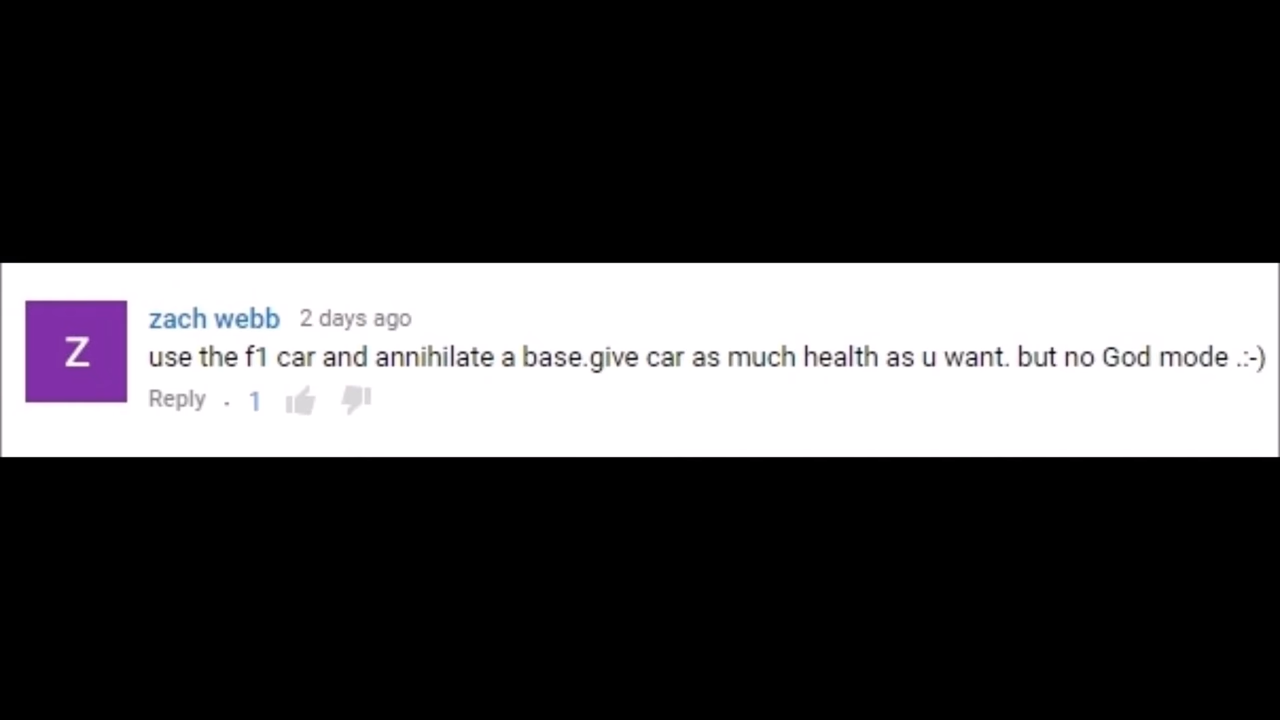 Z
zach webb 2 days ago
use the f1 car and annihilate a base.give car as much health as u want. but no God mode .:-)
Reply . 1